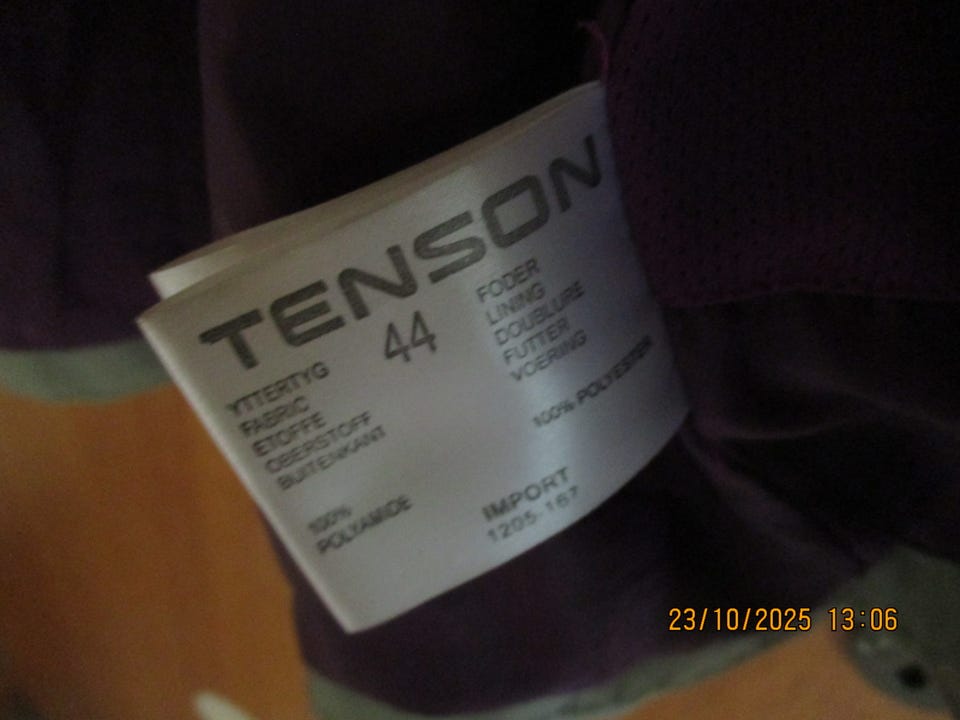 TENSON
44
YTTERTYG
FABRIC
ETOFFE
OBERSTOFF
BUITENKANT
100%
POLYAMIDE
FODER
LINING
DOUBLURE
FUTTER
VOERING
100% POLYESTER
IMPORT
1205-167
23/10/2025 13:06